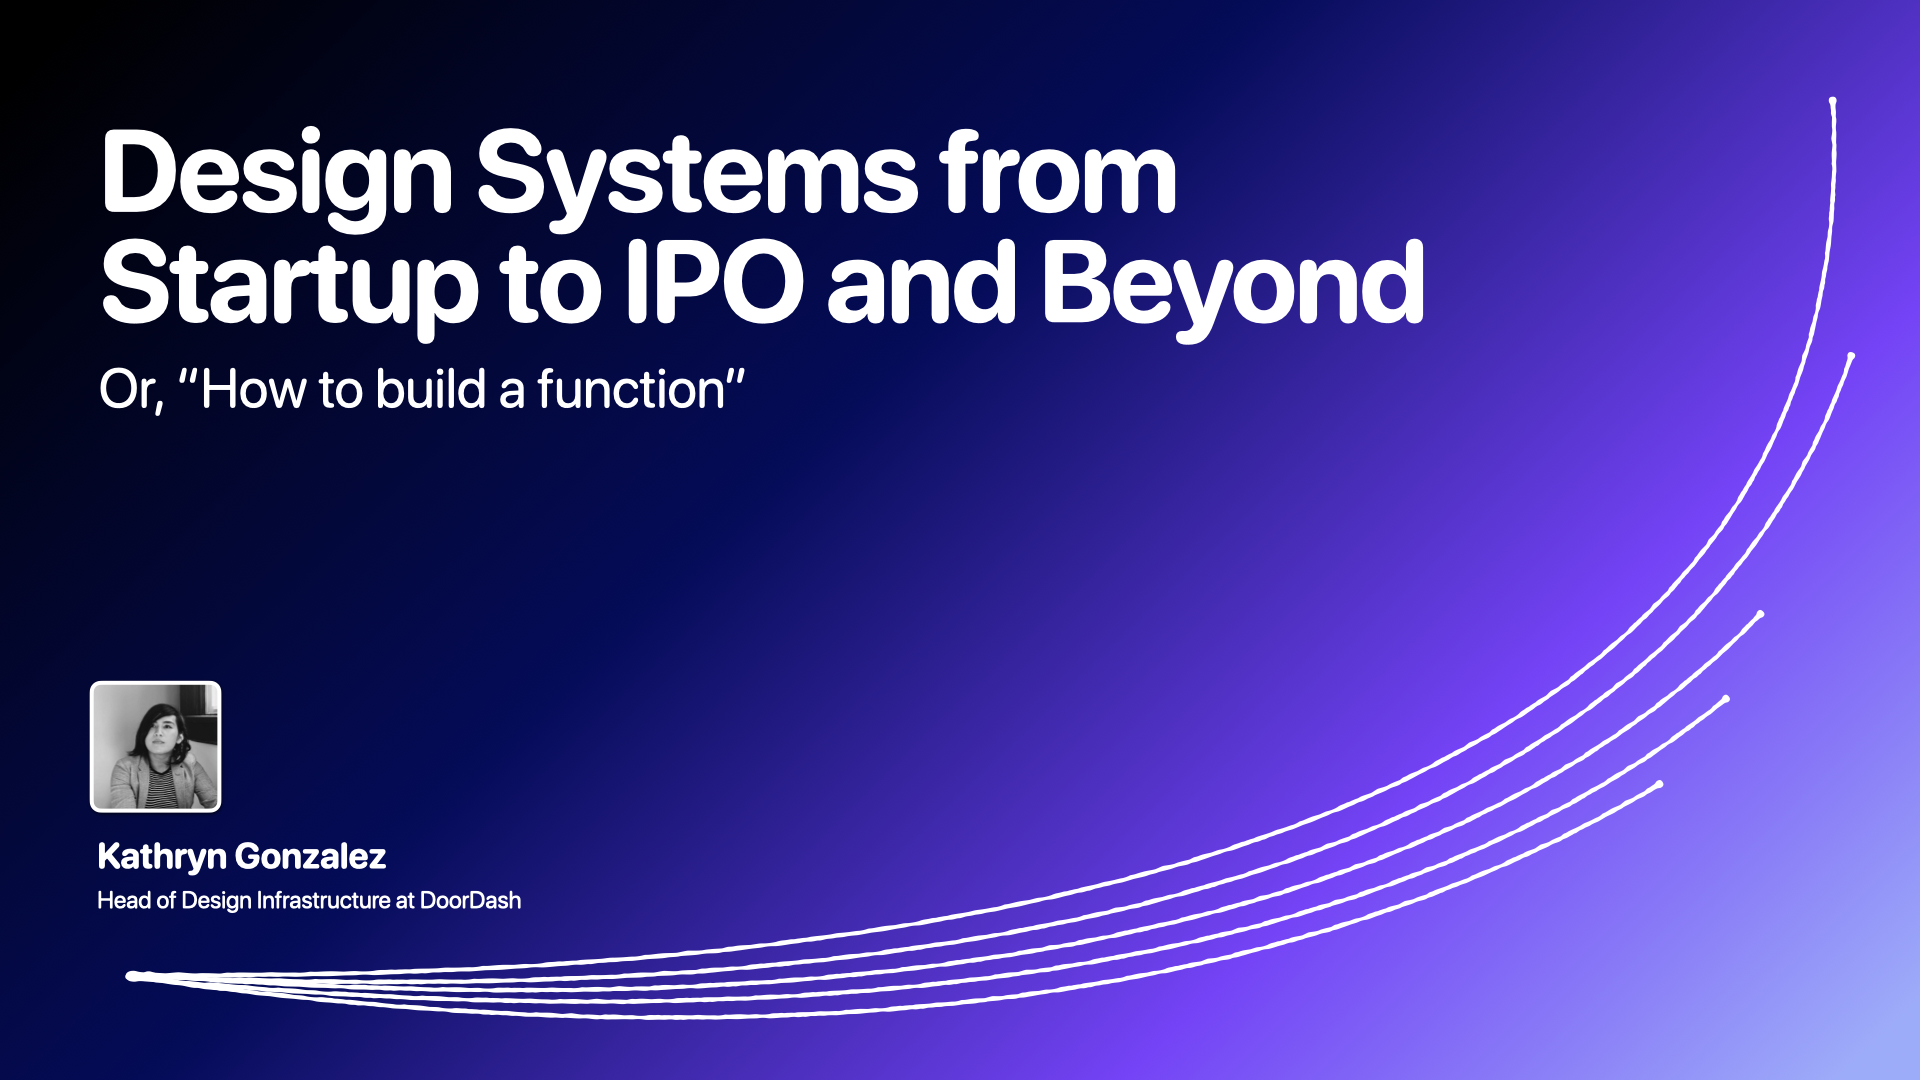 Design Systems from
Startup to IPO and Beyond
Or, “How to build a function”
Kathryn Gonzalez
Head of Design Infrastructure at DoorDash